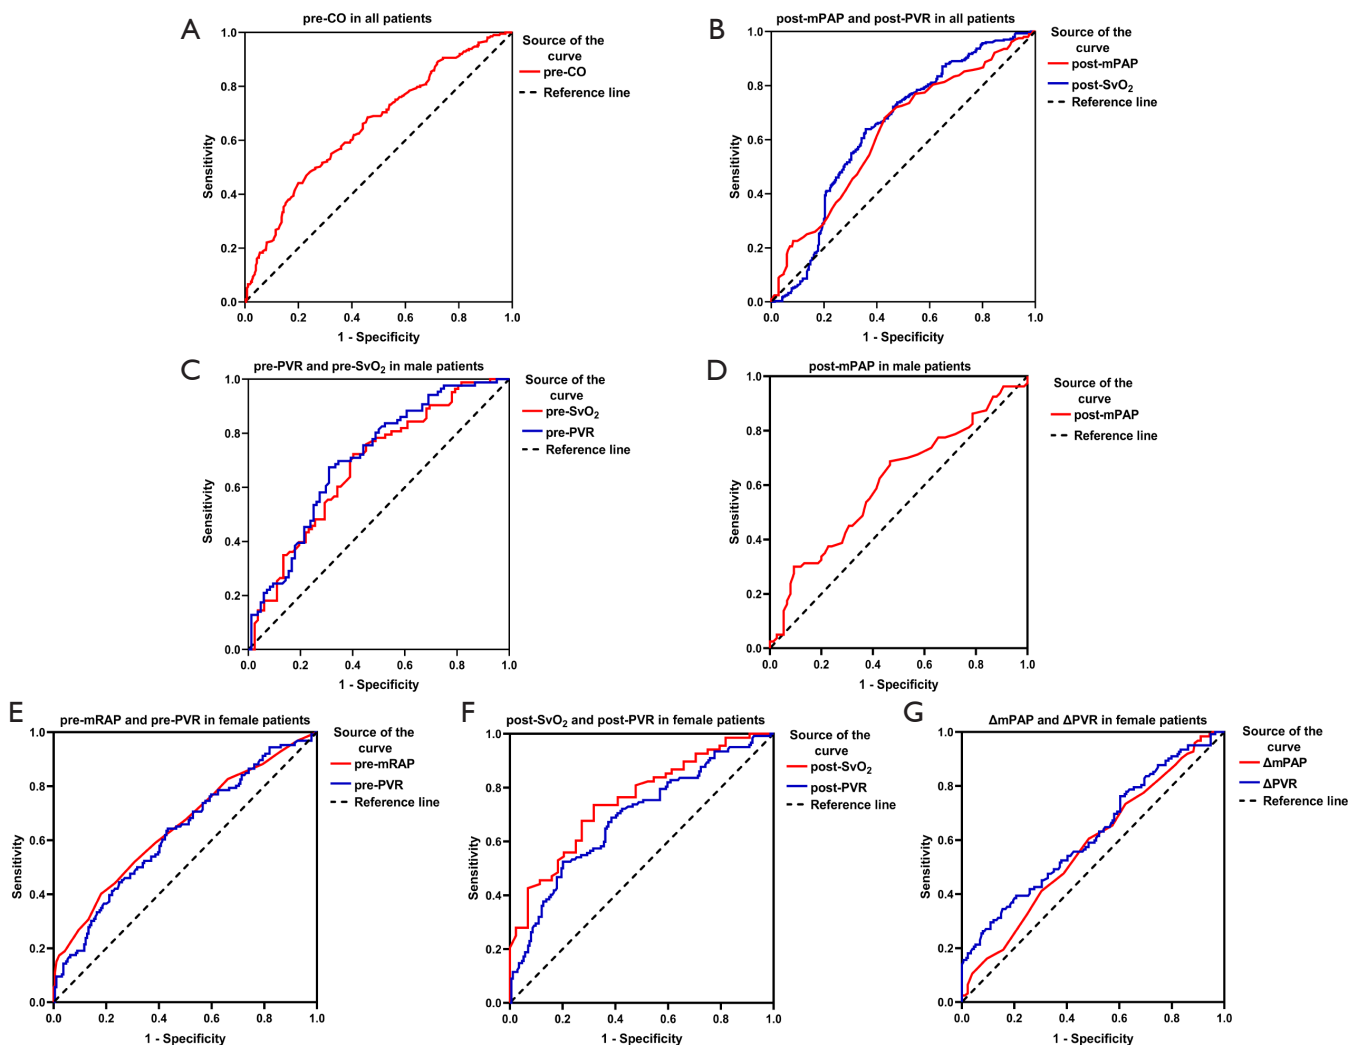 A
pre-CO in all patients
Source of the
curve
pre-CO
Reference line
Sensitivity
1.0
0.8
0.6
0.4
0.2
0.0
0.0 0.2 0.4 0.6 0.8 1.0
1 - Specificity
B
post-mPAP and post-PVR in all patients
Source of the
curve
post-mPAP
post-SvO₂
Reference line
Sensitivity
1.0
0.8
0.6
0.4
0.2
0.0
0.0 0.2 0.4 0.6 0.8 1.0
1 - Specificity
C
pre-PVR and pre-SvO₂ in male patients
Source of the
curve
pre-SvO₂
pre-PVR
Reference line
Sensitivity
1.0
0.8
0.6
0.4
0.2
0.0
0.0 0.2 0.4 0.6 0.8 1.0
1 - Specificity
D
post-mPAP in male patients
Source of the
curve
post-mPAP
Reference line
Sensitivity
1.0
0.8
0.6
0.4
0.2
0.0
0.0 0.2 0.4 0.6 0.8 1.0
1 - Specificity
E
pre-mRAP and pre-PVR in female patients
Source of the
curve
pre-mRAP
pre-PVR
Reference line
Sensitivity
1.0
0.8
0.6
0.4
0.2
0.0
0.0 0.2 0.4 0.6 0.8 1.0
1 - Specificity
F
post-SvO₂ and post-PVR in female patients
Source of the
curve
post-SvO₂
post-PVR
Reference line
Sensitivity
1.0
0.8
0.6
0.4
0.2
0.0
0.0 0.2 0.4 0.6 0.8 1.0
1 - Specificity
G
ΔmPAP and ΔPVR in female patients
Source of the
curve
ΔmPAP
ΔPVR
Reference line
Sensitivity
1.0
0.8
0.6
0.4
0.2
0.0
0.0 0.2 0.4 0.6 0.8 1.0
1 - Specificity